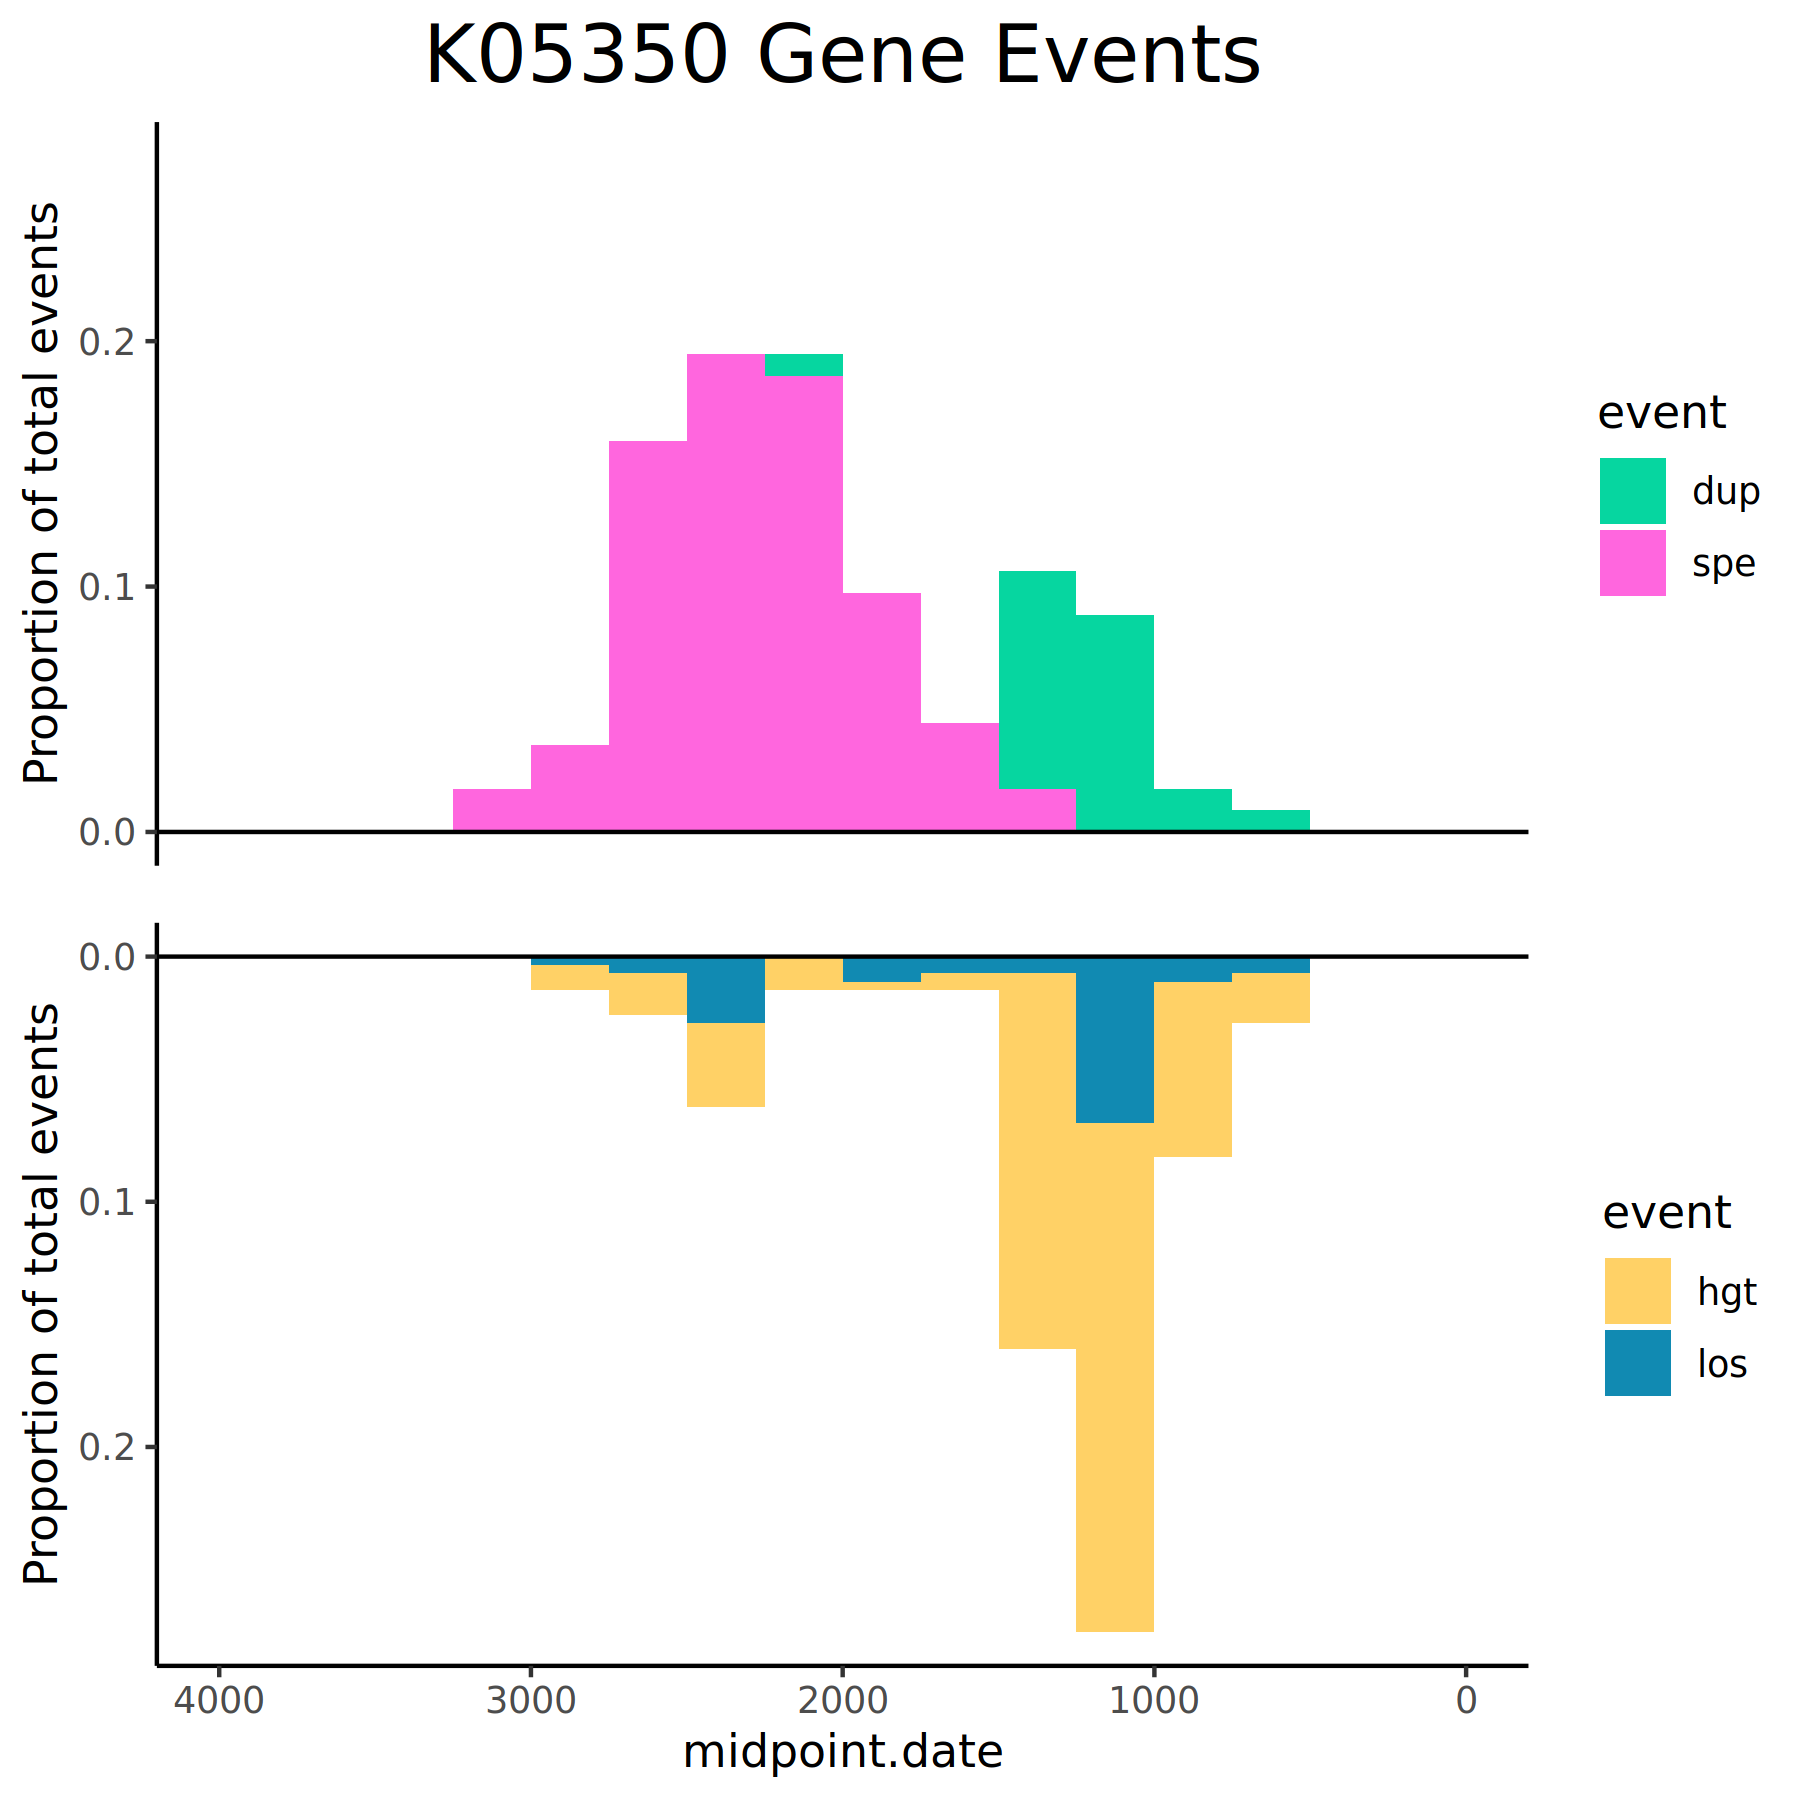 K05350 Gene Events
Proportion of total events
0.2
0.1
0.0
event
dup
spe
Proportion of total events
0.0
0.1
0.2
event
hgt
los
4000 3000 2000 1000 0
midpoint.date